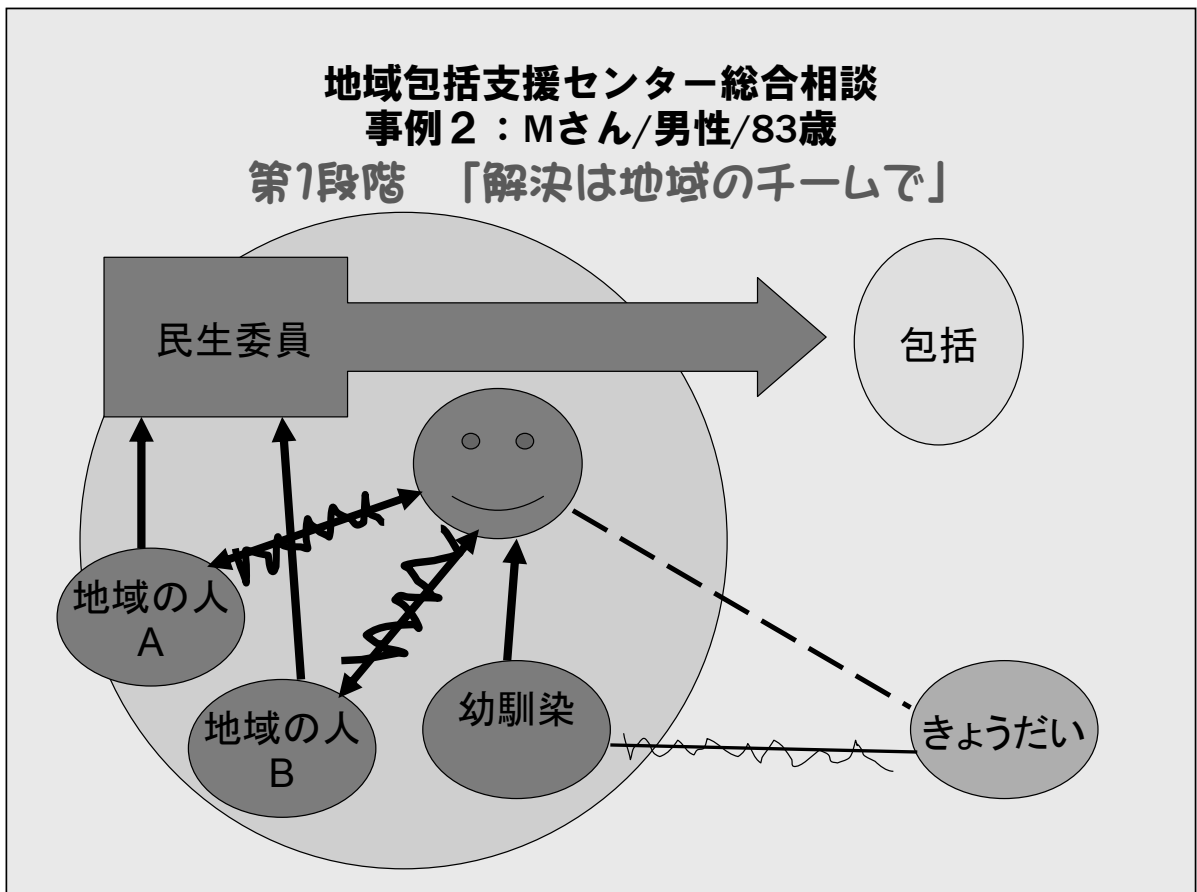 地域包括支援センター総合相談
事例２：Mさん/男性/83歳
第1段階　「解決は地域のチームで」
民生委員
包括
地域の人
A
地域の人
B
幼馴染
きょうだい